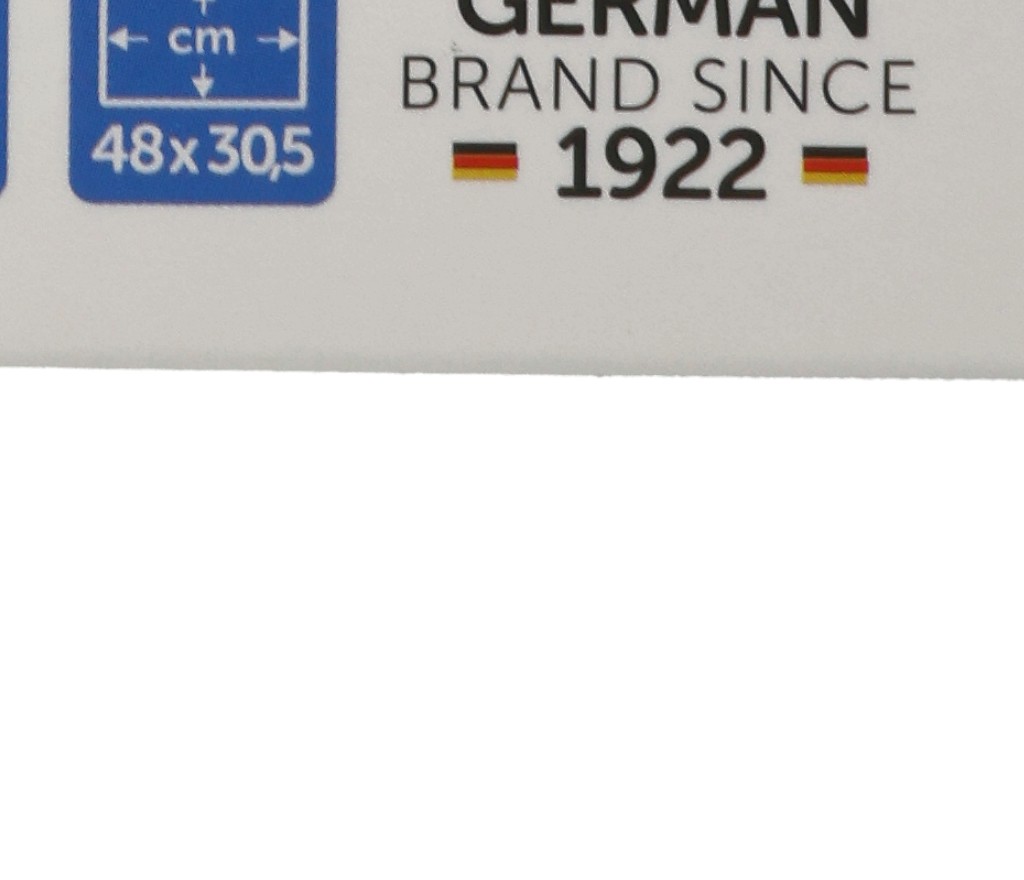 cm
48x30,5
GERMAN
BRAND SINCE
1922